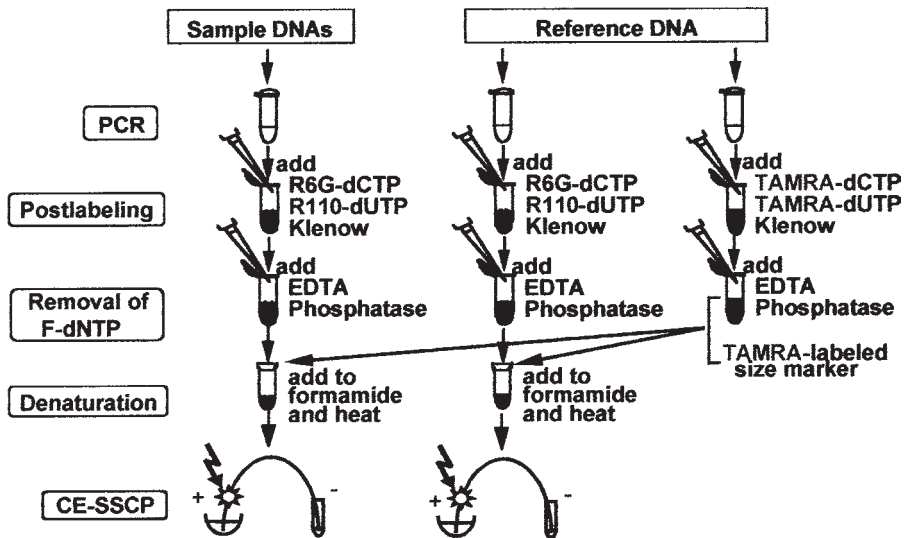 Sample DNAs
Reference DNA
PCR
Postlabeling
add
R6G-dCTP
R110-dUTP
Klenow
add
R6G-dCTP
R110-dUTP
Klenow
add
TAMRA-dCTP
TAMRA-dUTP
Klenow
Removal of
F-dNTP
add
EDTA
Phosphatase
add
EDTA
Phosphatase
add
EDTA
Phosphatase
TAMRA-labeled
size marker
Denaturation
add to
formamide
and heat
add to
formamide
and heat
CE-SSCP
+
-
+
-